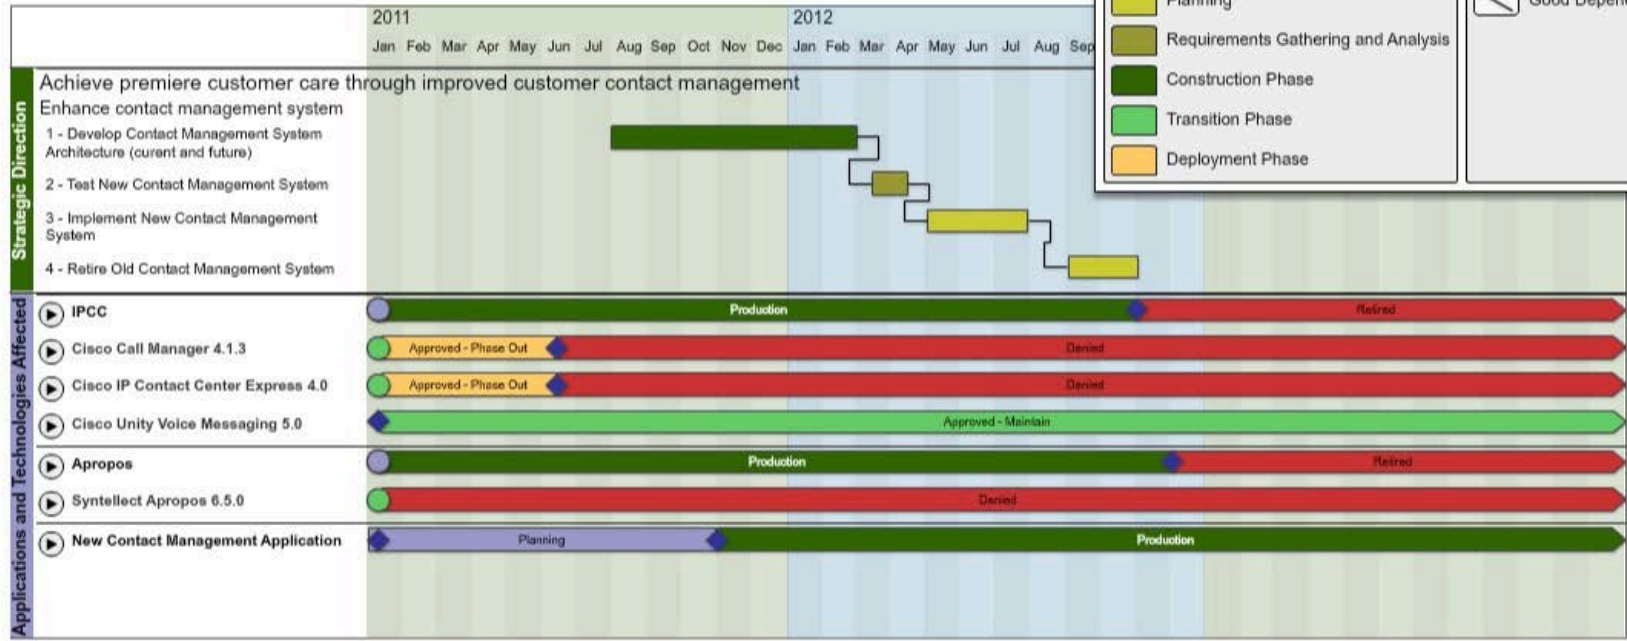 2011
2012
Jan Feb Mar Apr May Jun Jul Aug Sep Oct Nov Dec Jan Feb Mar Apr May Jun Jul Aug Sep
Planning
Good Depen
Requirements Gathering and Analysis
Construction Phase
Transition Phase
Deployment Phase
Strategic Direction
Achieve premiere customer care through improved customer contact management
Enhance contact management system
1 - Develop Contact Management System
Architecture (curent and future)
2 - Test New Contact Management System
3 - Implement New Contact Management
System
4 - Retire Old Contact Management System
Applications and Technologies Affected
IPCC
Production
Retired
Cisco Call Manager 4.1.3
Approved - Phase Out
Denied
Cisco IP Contact Center Express 4.0
Approved - Phase Out
Denied
Cisco Unity Voice Messaging 5.0
Approved - Maintain
Apropos
Production
Retired
Syntellect Apropos 6.5.0
Denied
New Contact Management Application
Planning
Production